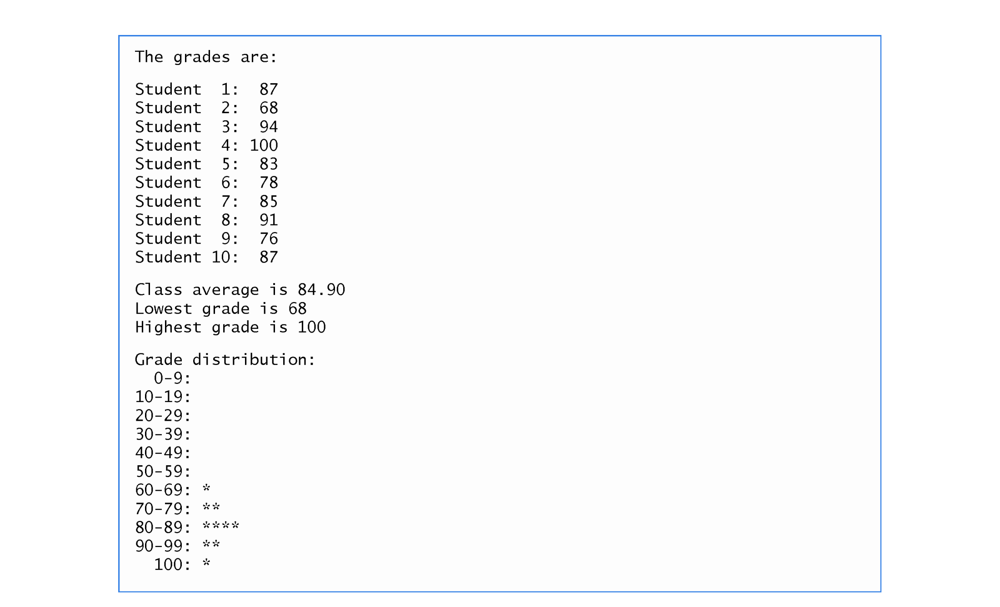 The grades are:
Student  1:  87
Student  2:  68
Student  3:  94
Student  4: 100
Student  5:  83
Student  6:  78
Student  7:  85
Student  8:  91
Student  9:  76
Student 10:  87
Class average is 84.90
Lowest grade is 68
Highest grade is 100
Grade distribution:
  0-9:
10-19:
20-29:
30-39:
40-49:
50-59:
60-69: *
70-79: **
80-89: ****
90-99: **
  100: *